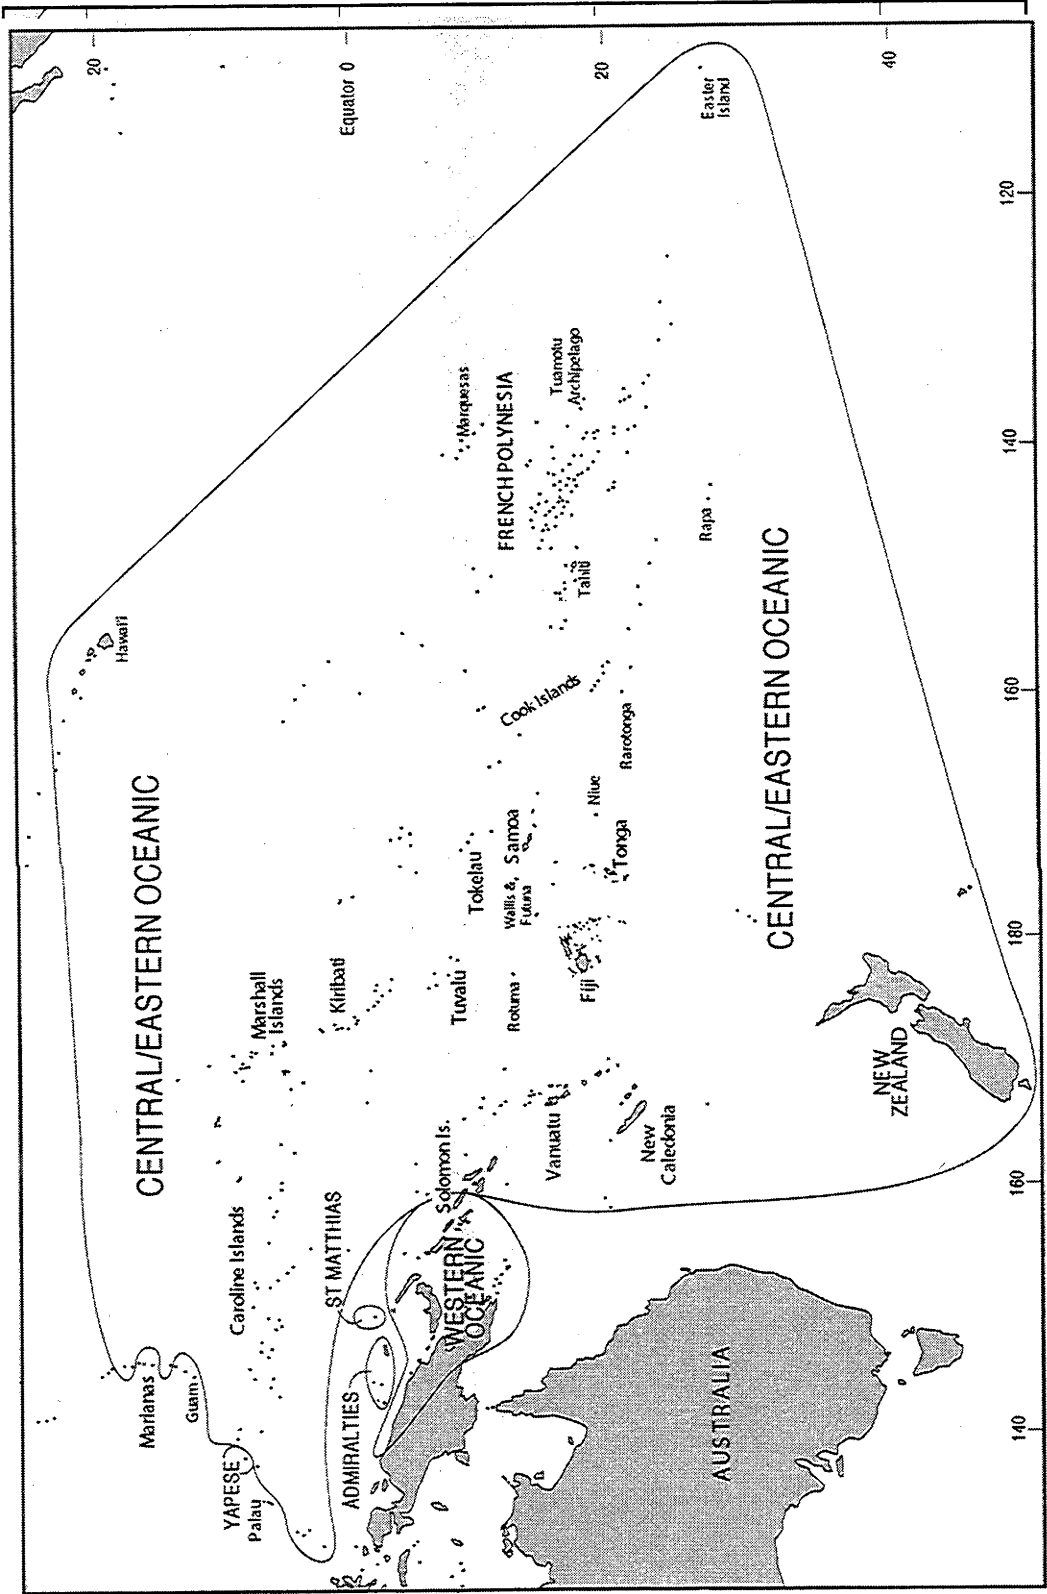 20
Equator 0
20
40
120
140
160
180
160
140
CENTRAL/EASTERN OCEANIC
Hawai'i
Marianas
Guam
YAPESE
Palau
Caroline Islands
Marshall
Islands
Kiribati
ST MATTHIAS
ADMIRALTIES
WESTERN
OCEANIC
Solomon Is.
Tuvalu
Tokelau
Rotuma
Wallis &
Futuna
Samoa
Marquesas
FRENCH POLYNESIA
Tuamotu
Archipelago
Tahiti
Cook Islands
Vanuatu
Fiji
Tonga
Niue
Rarotonga
New
Caledonia
Rapa
Easter
Island
CENTRAL/EASTERN OCEANIC
AUSTRALIA
NEW
ZEALAND